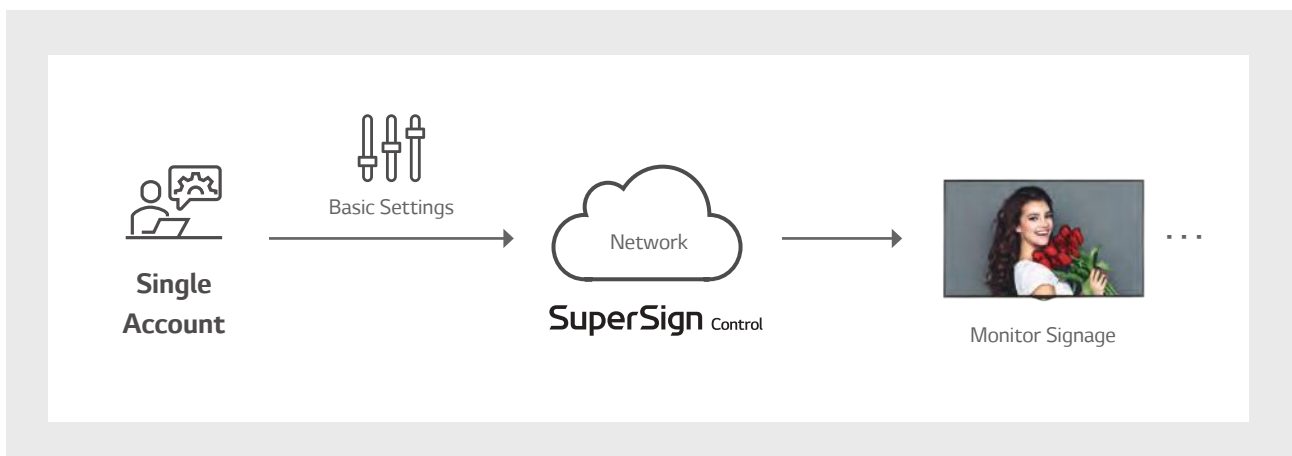 Basic Settings
Network
Single
Account
SuperSign Control
Monitor Signage
...